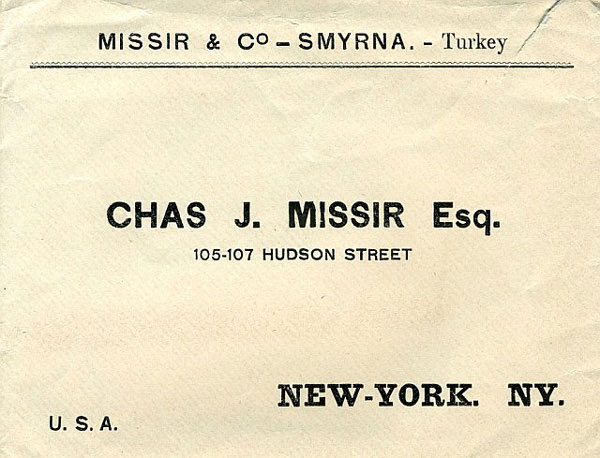 MISSIR & Cº – SMYRNA. - Turkey
CHAS J. MISSIR Esq.
105-107 HUDSON STREET
NEW-YORK. NY.
U. S. A.